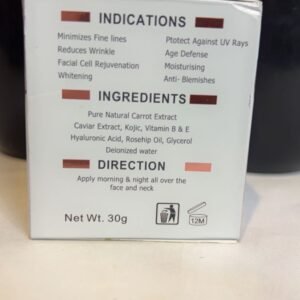 INDICATIONS
Minimizes Fine lines
Reduces Wrinkle
Facial Cell Rejuvenation
Whitening
Ptotect Against UV Rays
Age Defense
Moisturising
Anti- Blemishes
INGREDIENTS
Pure Natural Carrot Extract
Caviar Extract, Kojic, Vitamin B & E
Hyaluronic Acid, Rosehip Oil, Glycerol
Deionized water
DIRECTION
Apply morning & night all over the
face and neck
Net Wt. 30g
12M